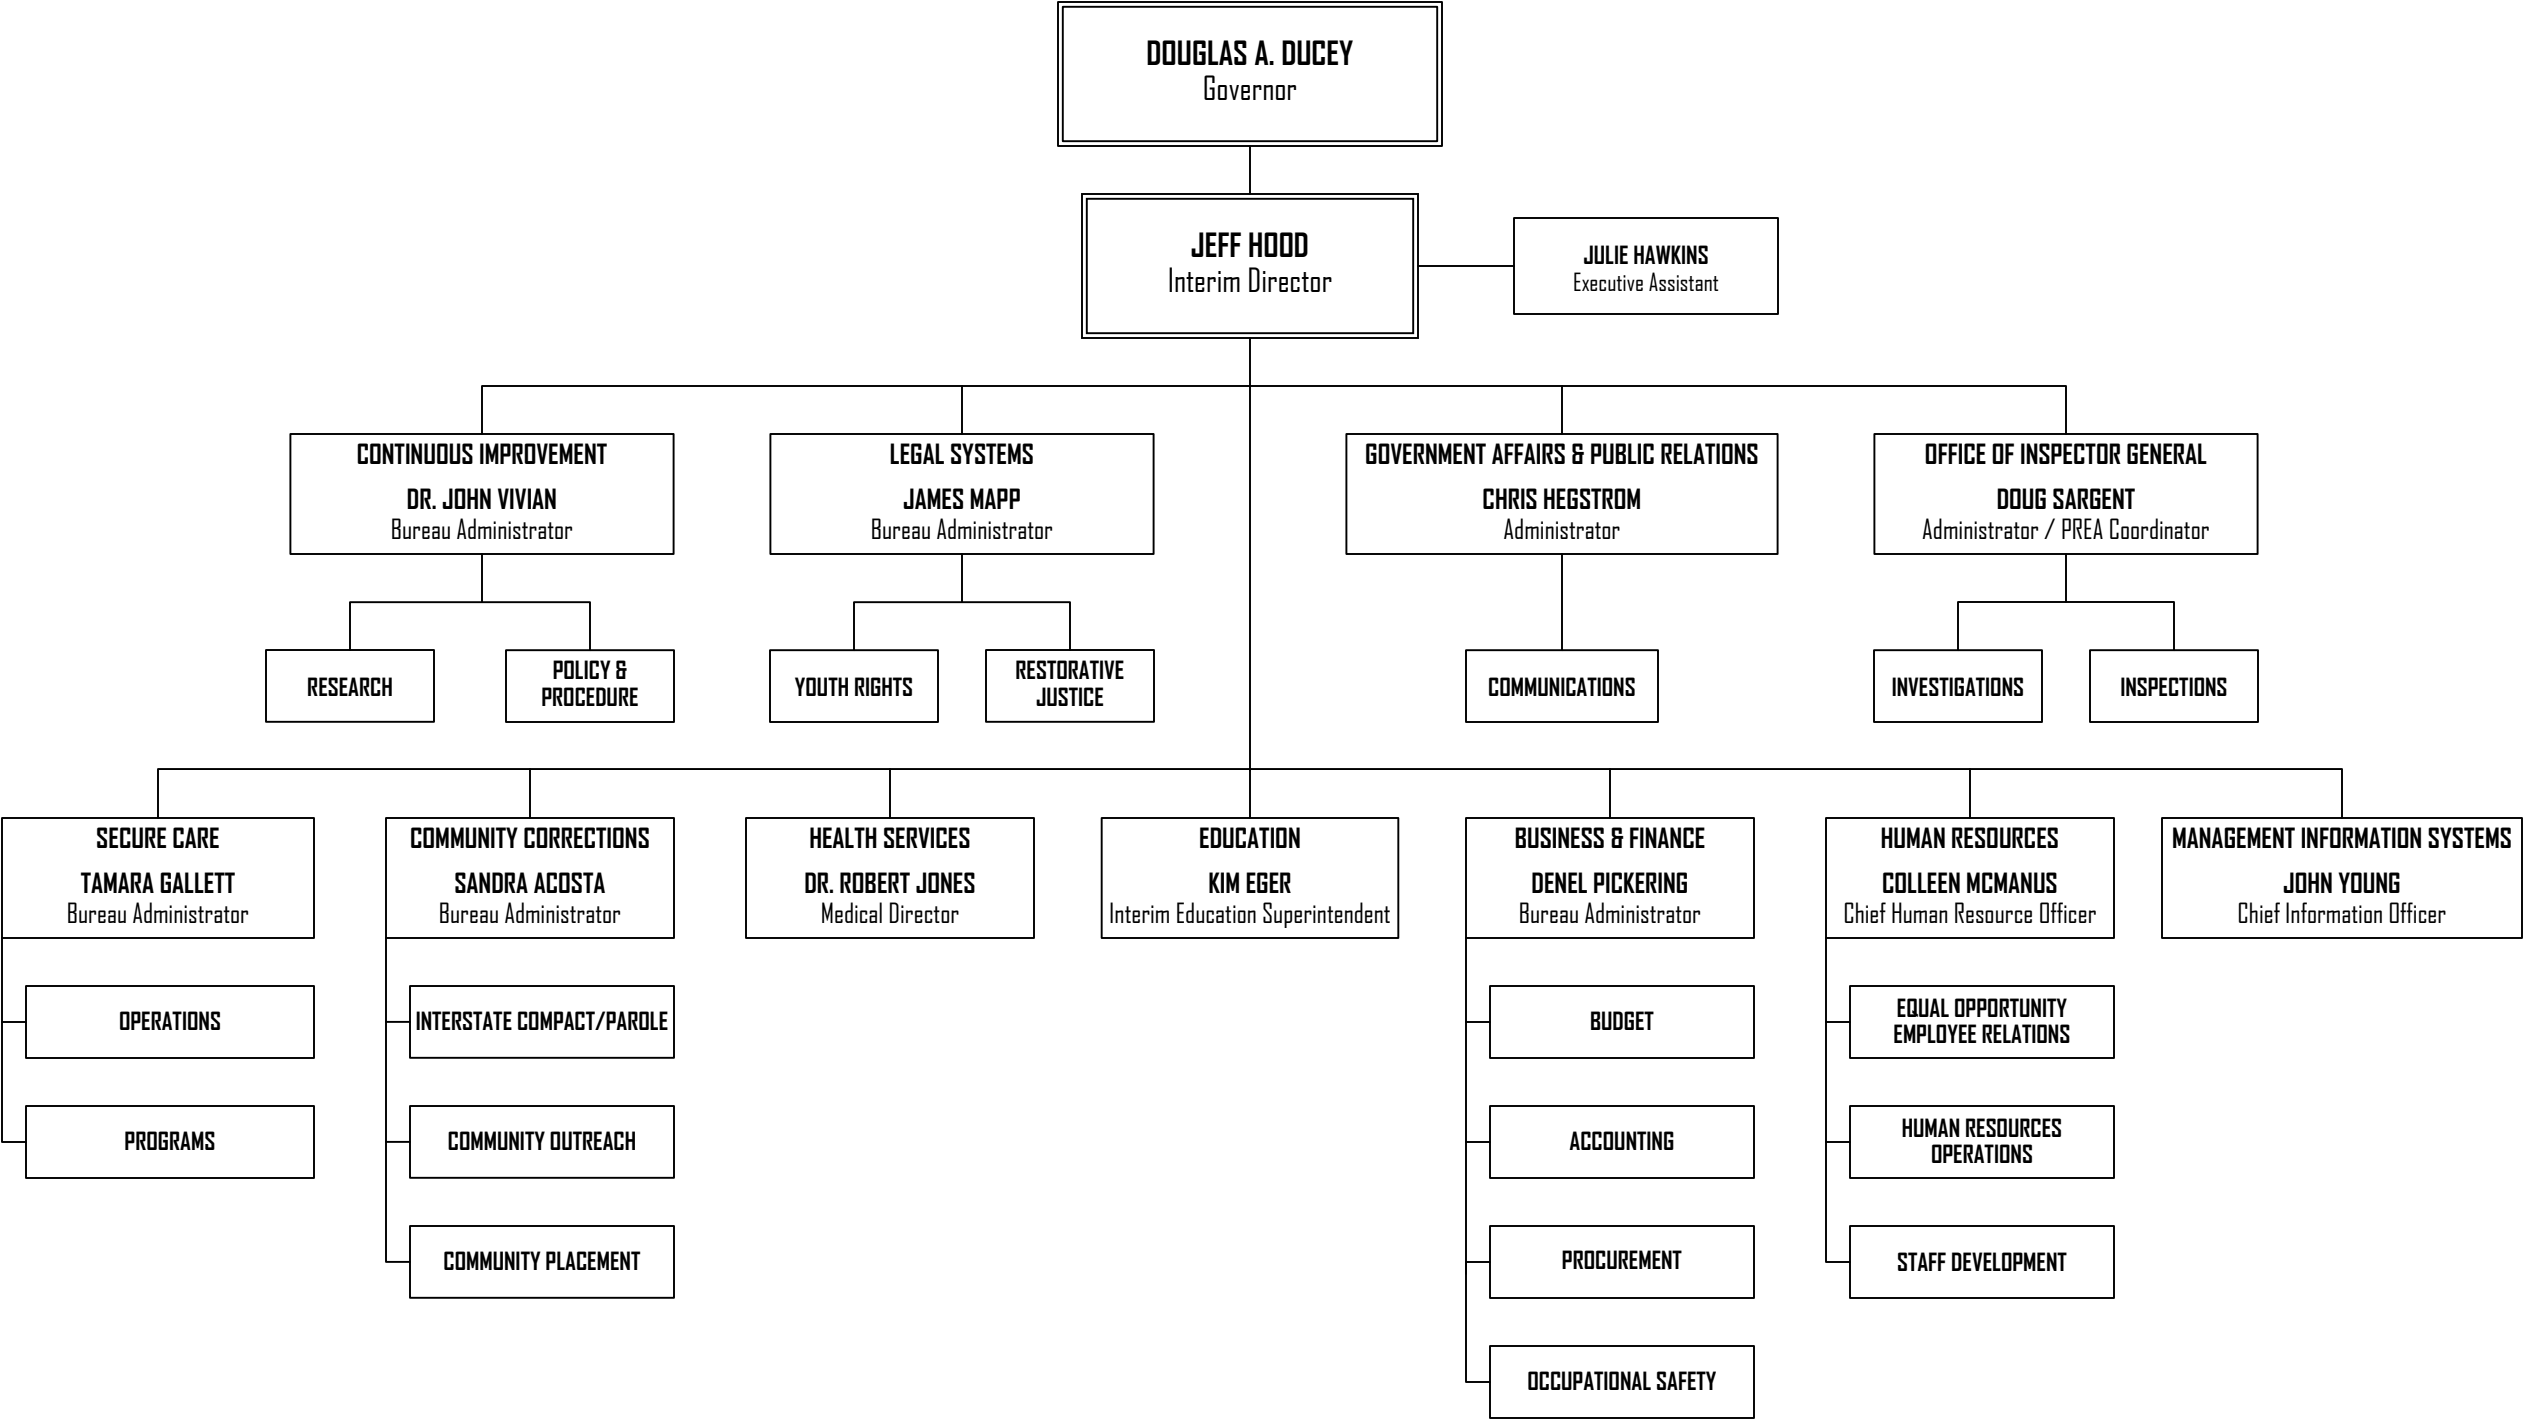 DOUGLAS A. DUCEY
Governor
JEFF HOOD
Interim Director
JULIE HAWKINS
Executive Assistant
CONTINUOUS IMPROVEMENT
DR. JOHN VIVIAN
Bureau Administrator
LEGAL SYSTEMS
JAMES MAPP
Bureau Administrator
GOVERNMENT AFFAIRS & PUBLIC RELATIONS
CHRIS HEGSTROM
Administrator
OFFICE OF INSPECTOR GENERAL
DOUG SARGENT
Administrator / PREA Coordinator
RESEARCH
POLICY &
PROCEDURE
YOUTH RIGHTS
RESTORATIVE
JUSTICE
COMMUNICATIONS
INVESTIGATIONS
INSPECTIONS
SECURE CARE
TAMARA GALLETT
Bureau Administrator
COMMUNITY CORRECTIONS
SANDRA ACOSTA
Bureau Administrator
HEALTH SERVICES
DR. ROBERT JONES
Medical Director
EDUCATION
KIM EGER
Interim Education Superintendent
BUSINESS & FINANCE
DENEL PICKERING
Bureau Administrator
HUMAN RESOURCES
COLLEEN MCMANUS
Chief Human Resource Officer
MANAGEMENT INFORMATION SYSTEMS
JOHN YOUNG
Chief Information Officer
OPERATIONS
PROGRAMS
INTERSTATE COMPACT/PAROLE
COMMUNITY OUTREACH
COMMUNITY PLACEMENT
BUDGET
ACCOUNTING
PROCUREMENT
OCCUPATIONAL SAFETY
EQUAL OPPORTUNITY
EMPLOYEE RELATIONS
HUMAN RESOURCES
OPERATIONS
STAFF DEVELOPMENT